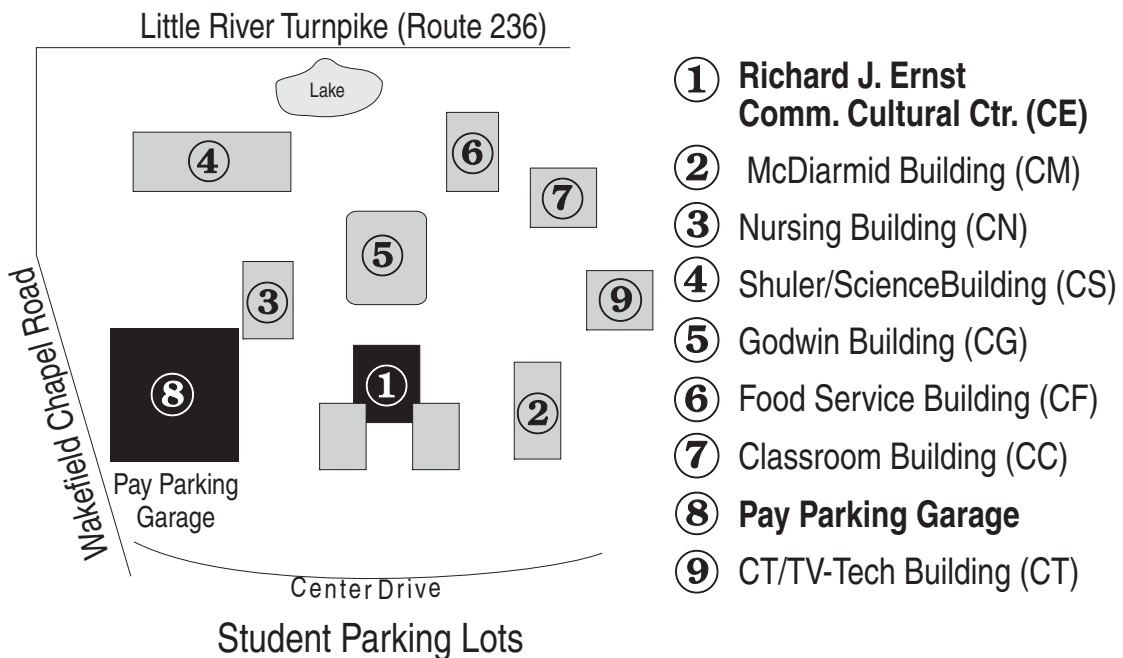 Little River Turnpike (Route 236)
Lake
4
6
7
5
3
9
8
1
2
Wakefield Chapel Road
Pay Parking
Garage
Center Drive
Student Parking Lots
1 Richard J. Ernst
Comm. Cultural Ctr. (CE)
2 McDiarmid Building (CM)
3 Nursing Building (CN)
4 Shuler/ScienceBuilding (CS)
5 Godwin Building (CG)
6 Food Service Building (CF)
7 Classroom Building (CC)
8 Pay Parking Garage
9 CT/TV-Tech Building (CT)